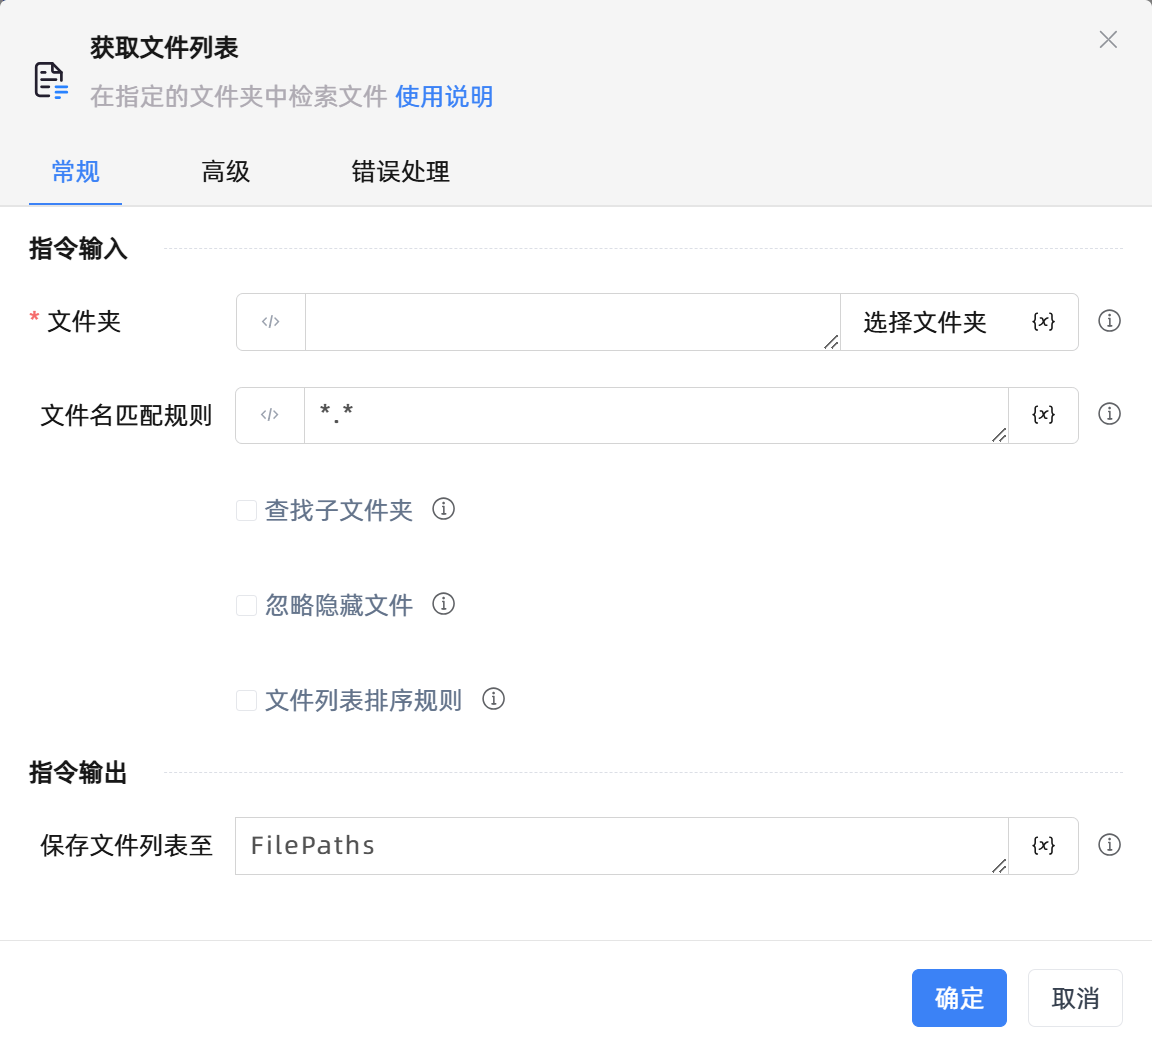 获取文件列表
在指定的文件夹中检索文件 使用说明
常规 高级 错误处理
指令输入
* 文件夹 </> 选择文件夹 {x}
文件名匹配规则 </> *.* {x}
查找子文件夹
忽略隐藏文件
文件列表排序规则
指令输出
保存文件列表至 FilePaths {x}
确定 取消